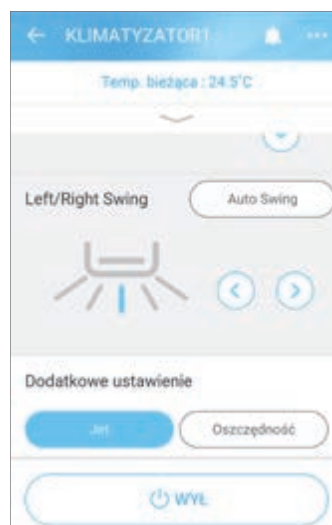 KLIMATYZATOR1
Temp. bieżąca : 24.5°C
Left/Right Swing
Auto Swing
Dodatkowe ustawienie
Jet
Oszczędność
WYŁ